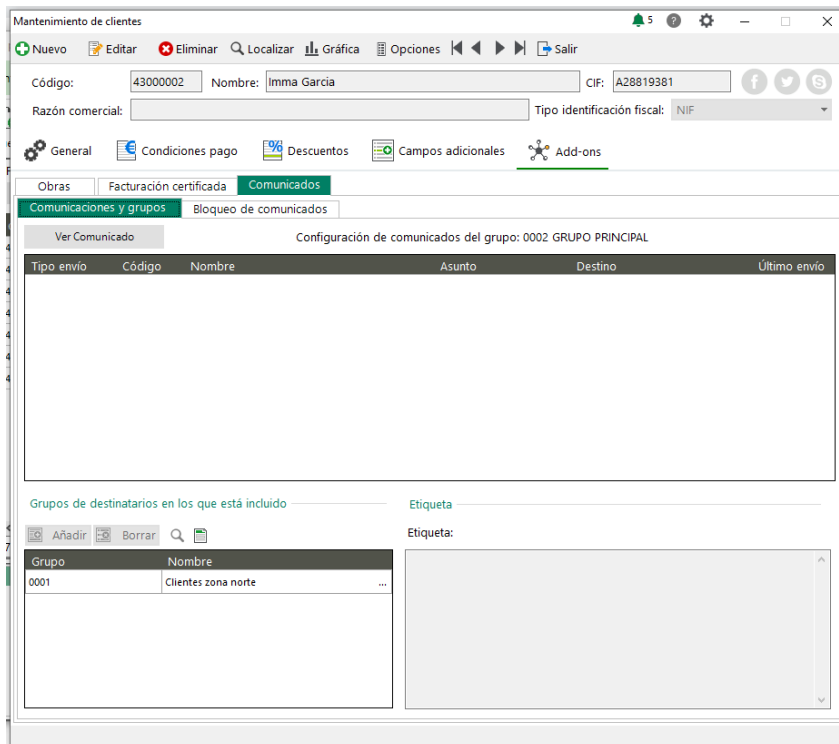 Mantenimiento de clientes 5
Nuevo Editar Eliminar Localizar Gráfica Opciones Salir
Código: 43000002 Nombre: Imma Garcia CIF: A28819381
Razón comercial: Tipo identificación fiscal: NIF
General Condiciones pago Descuentos Campos adicionales Add-ons
Obras Facturación certificada Comunicados
Comunicaciones y grupos Bloqueo de comunicados
Ver Comunicado Configuración de comunicados del grupo: 0002 GRUPO PRINCIPAL
Tipo envío Código Nombre Asunto Destino Último envío
Grupos de destinatarios en los que está incluido Etiqueta
Añadir Borrar Etiqueta:
Grupo Nombre
0001 Clientes zona norte ...